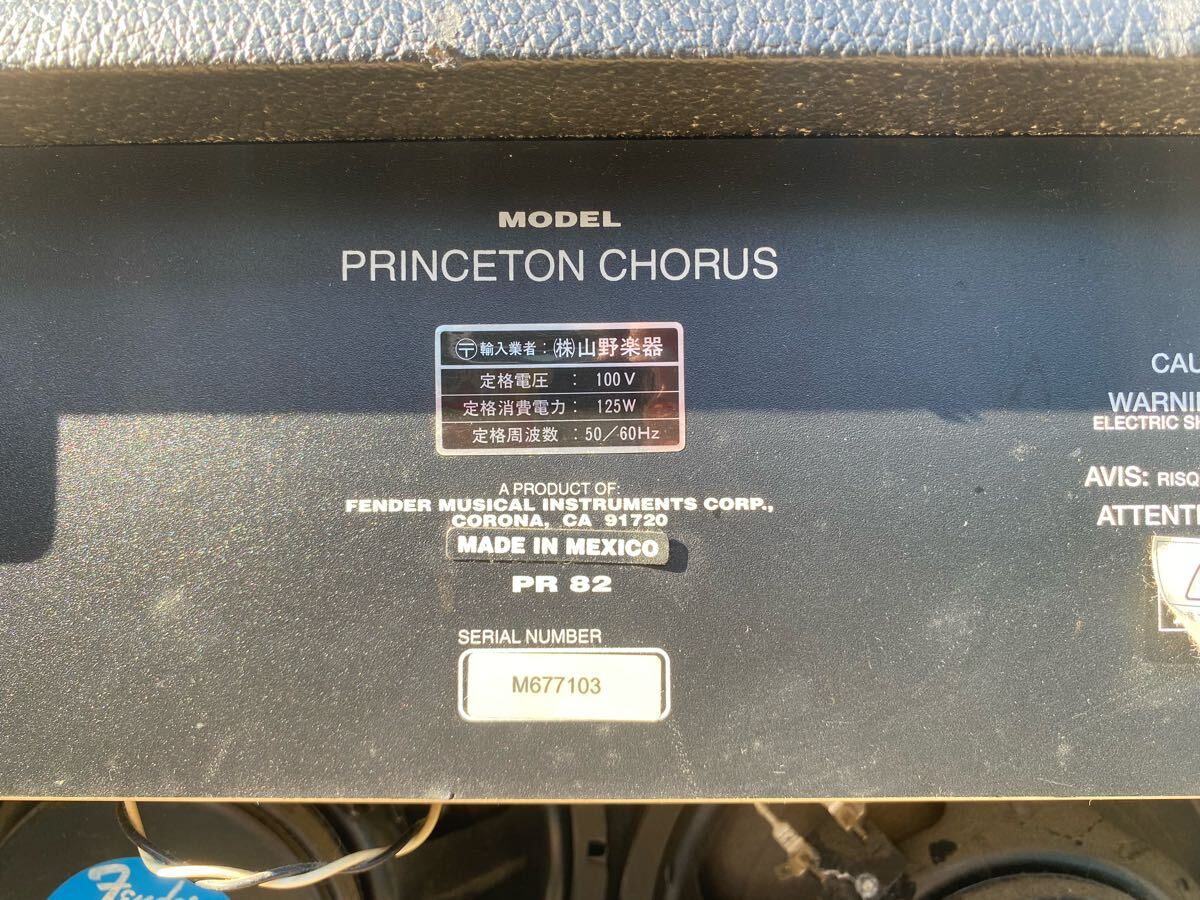 MODEL
PRINCETON CHORUS
〒輸入業者：㈱山野楽器
定格電圧 ： 100V
定格消費電力： 125W
定格周波数 ：50／60Hz
A PRODUCT OF:
FENDER MUSICAL INSTRUMENTS CORP.,
CORONA, CA 91720
MADE IN MEXICO
PR 82
SERIAL NUMBER
M677103
CAU
WARNI
ELECTRIC SH
AVIS: RISQ
ATTENT
Fender